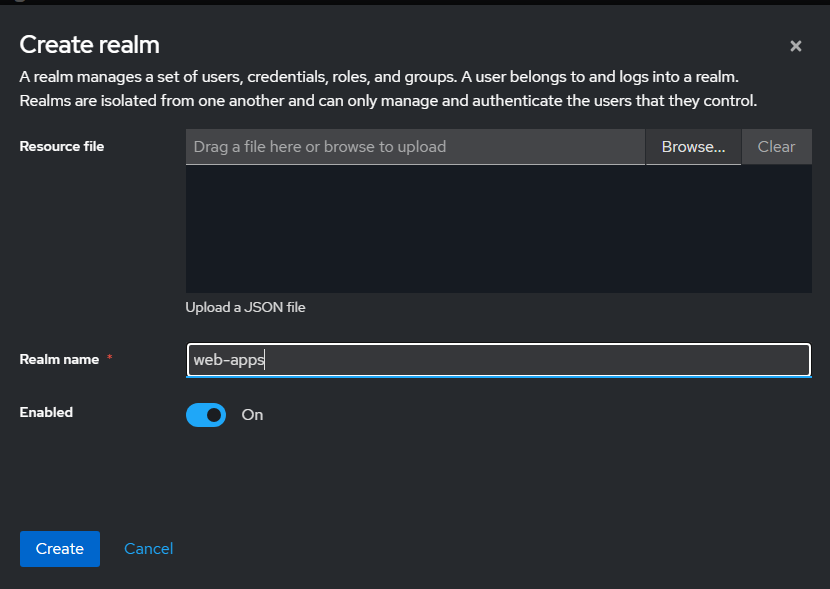 Create realm
A realm manages a set of users, credentials, roles, and groups. A user belongs to and logs into a realm.
Realms are isolated from one another and can only manage and authenticate the users that they control.
Resource file
Drag a file here or browse to upload
Browse...
Clear
Upload a JSON file
Realm name *
web-apps
Enabled
On
Create
Cancel